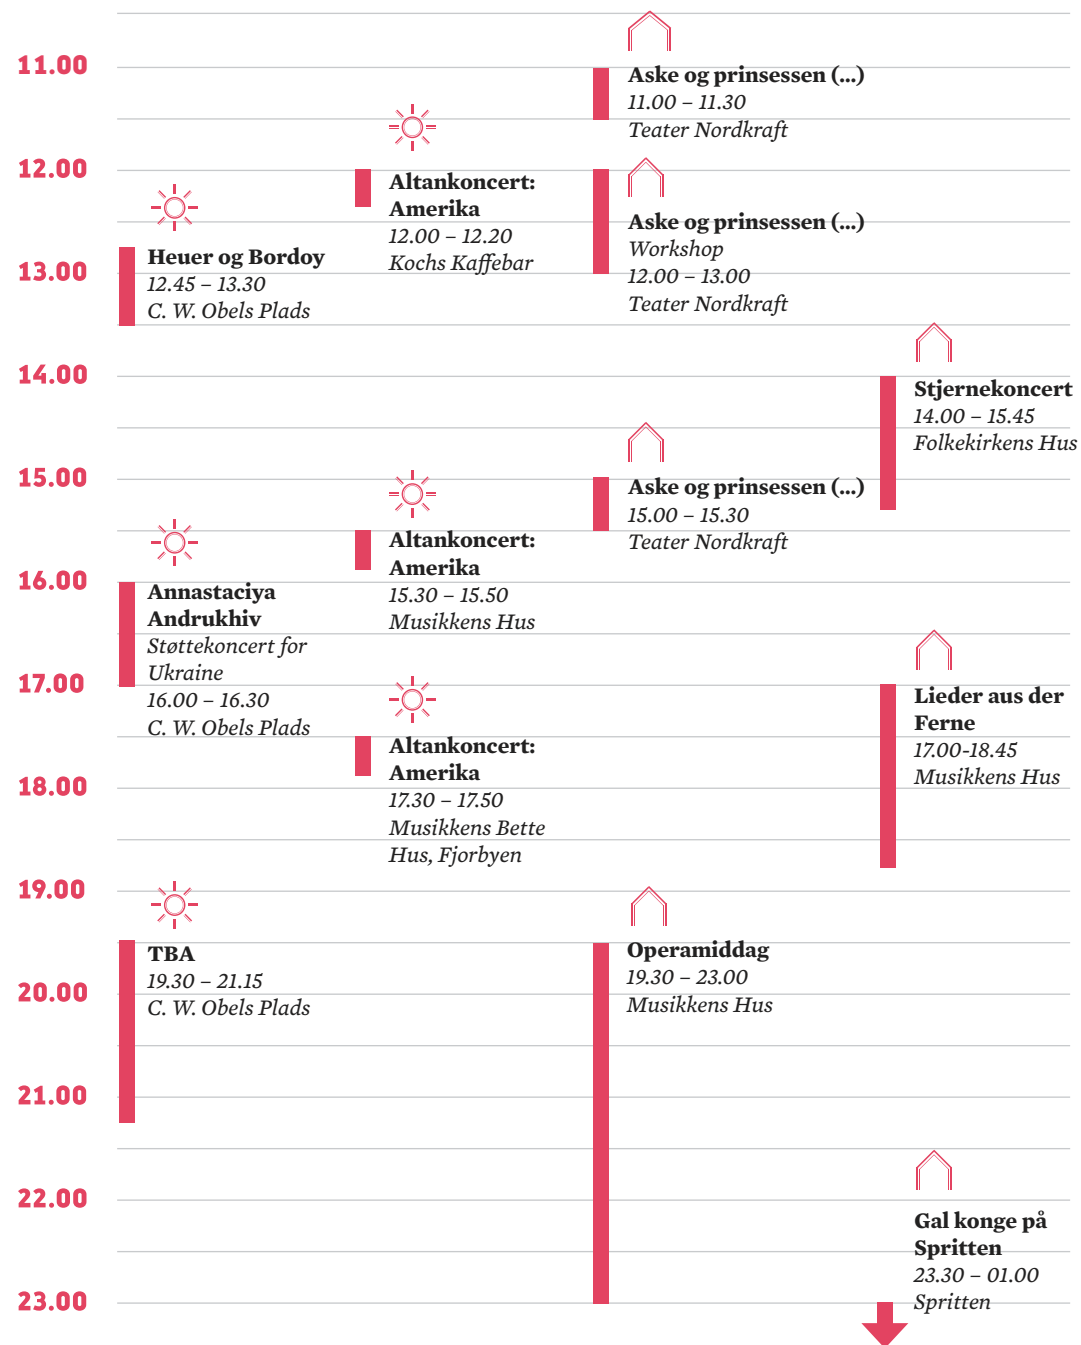 11.00
Aske og prinsessen (...)
11.00 – 11.30
Teater Nordkraft
12.00
Altankoncert:
Amerika
12.00 – 12.20
Kochs Kaffebar
Aske og prinsessen (...)
Workshop
12.00 – 13.00
Teater Nordkraft
Heuer og Bordoy
12.45 – 13.30
C. W. Obels Plads
13.00
14.00
Stjernekoncert
14.00 – 15.45
Folkekirkens Hus
15.00
Aske og prinsessen (...)
15.00 – 15.30
Teater Nordkraft
Altankoncert:
Amerika
15.30 – 15.50
Musikkens Hus
16.00
Annastaciya
Andrukhiv
Støttekoncert for
Ukraine
16.00 – 16.30
C. W. Obels Plads
17.00
Lieder aus der
Ferne
17.00-18.45
Musikkens Hus
Altankoncert:
Amerika
17.30 – 17.50
Musikkens Bette
Hus, Fjorbyen
18.00
19.00
TBA
19.30 – 21.15
C. W. Obels Plads
Operamiddag
19.30 – 23.00
Musikkens Hus
20.00
21.00
22.00
Gal konge på
Spritten
23.30 – 01.00
Spritten
23.00